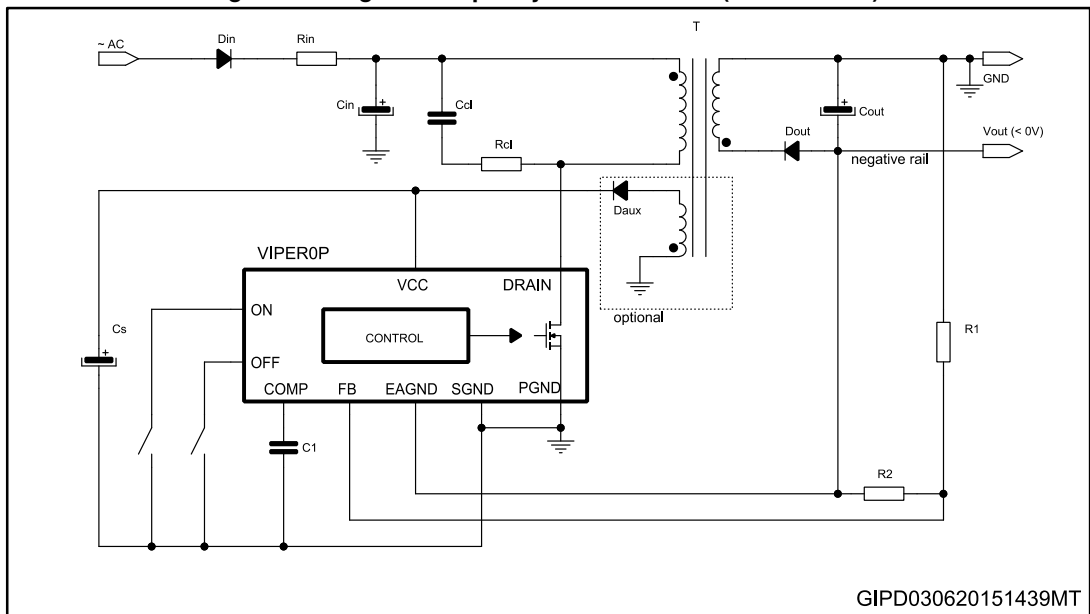 ~ AC
Din
Rin
T
GND
Cin
Ccl
Cout
Rcl
Dout
Vout (< 0V)
negative rail
Daux
VIPER0P
VCC
DRAIN
ON
optional
Cs
CONTROL
R1
OFF
COMP
FB
EAGND
SGND
PGND
C1
R2
GIPD030620151439MT